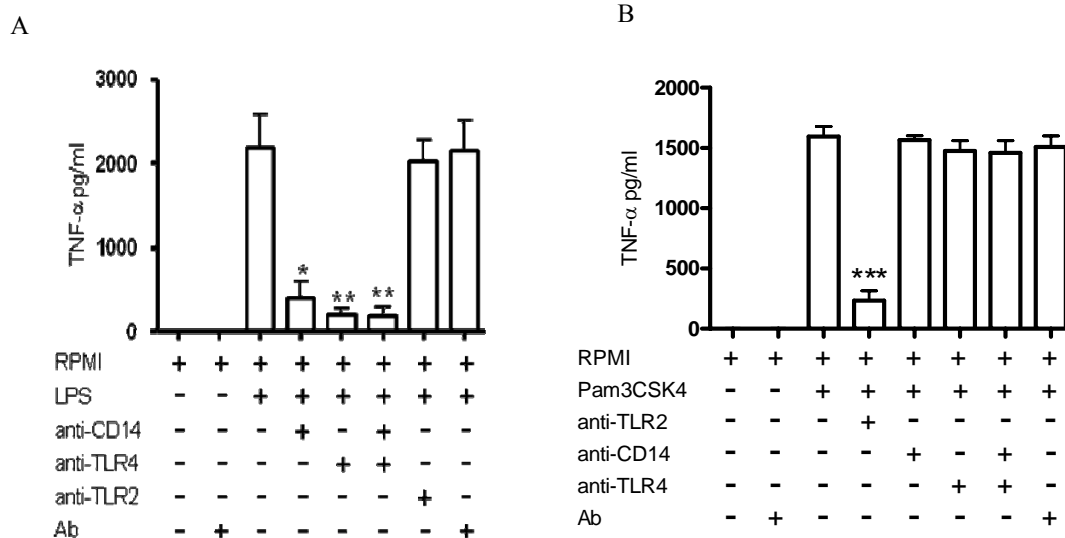 A
3000
2000
1000
0
TNF-α pg/ml
* ** **
RPMI + + + + + + + +
LPS - - + + + + + +
anti-CD14 - - - + - + - -
anti-TLR4 - - - - + + - -
anti-TLR2 - - - - - - + -
Ab - + - - - - - +
B
2000
1500
1000
500
0
TNF-α pg/ml
***
RPMI + + + + + + + +
Pam3CSK4 - - + + + + + +
anti-TLR2 - - - + - - - -
anti-CD14 - - - - + - + -
anti-TLR4 - - - - - + + -
Ab - + - - - - - +